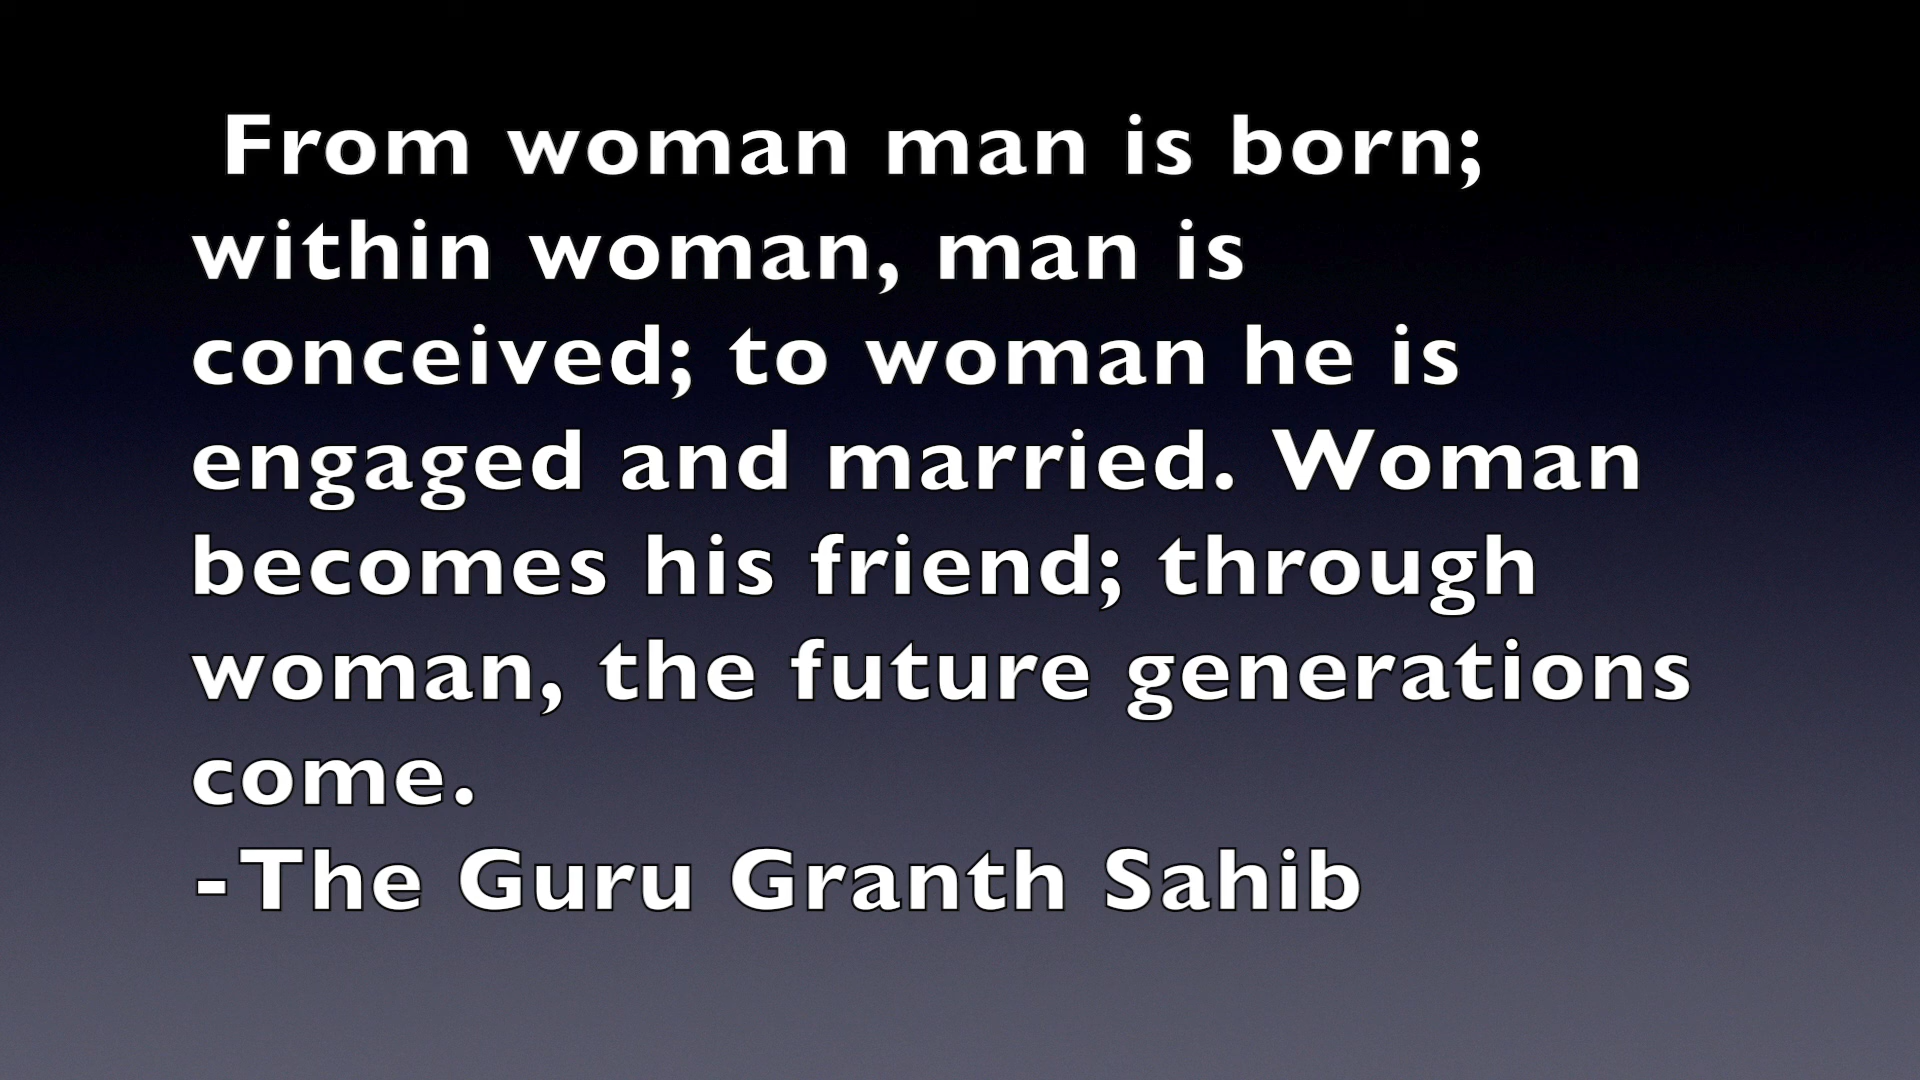 From woman man is born;
within woman, man is
conceived; to woman he is
engaged and married. Woman
becomes his friend; through
woman, the future generations
come.
-The Guru Granth Sahib